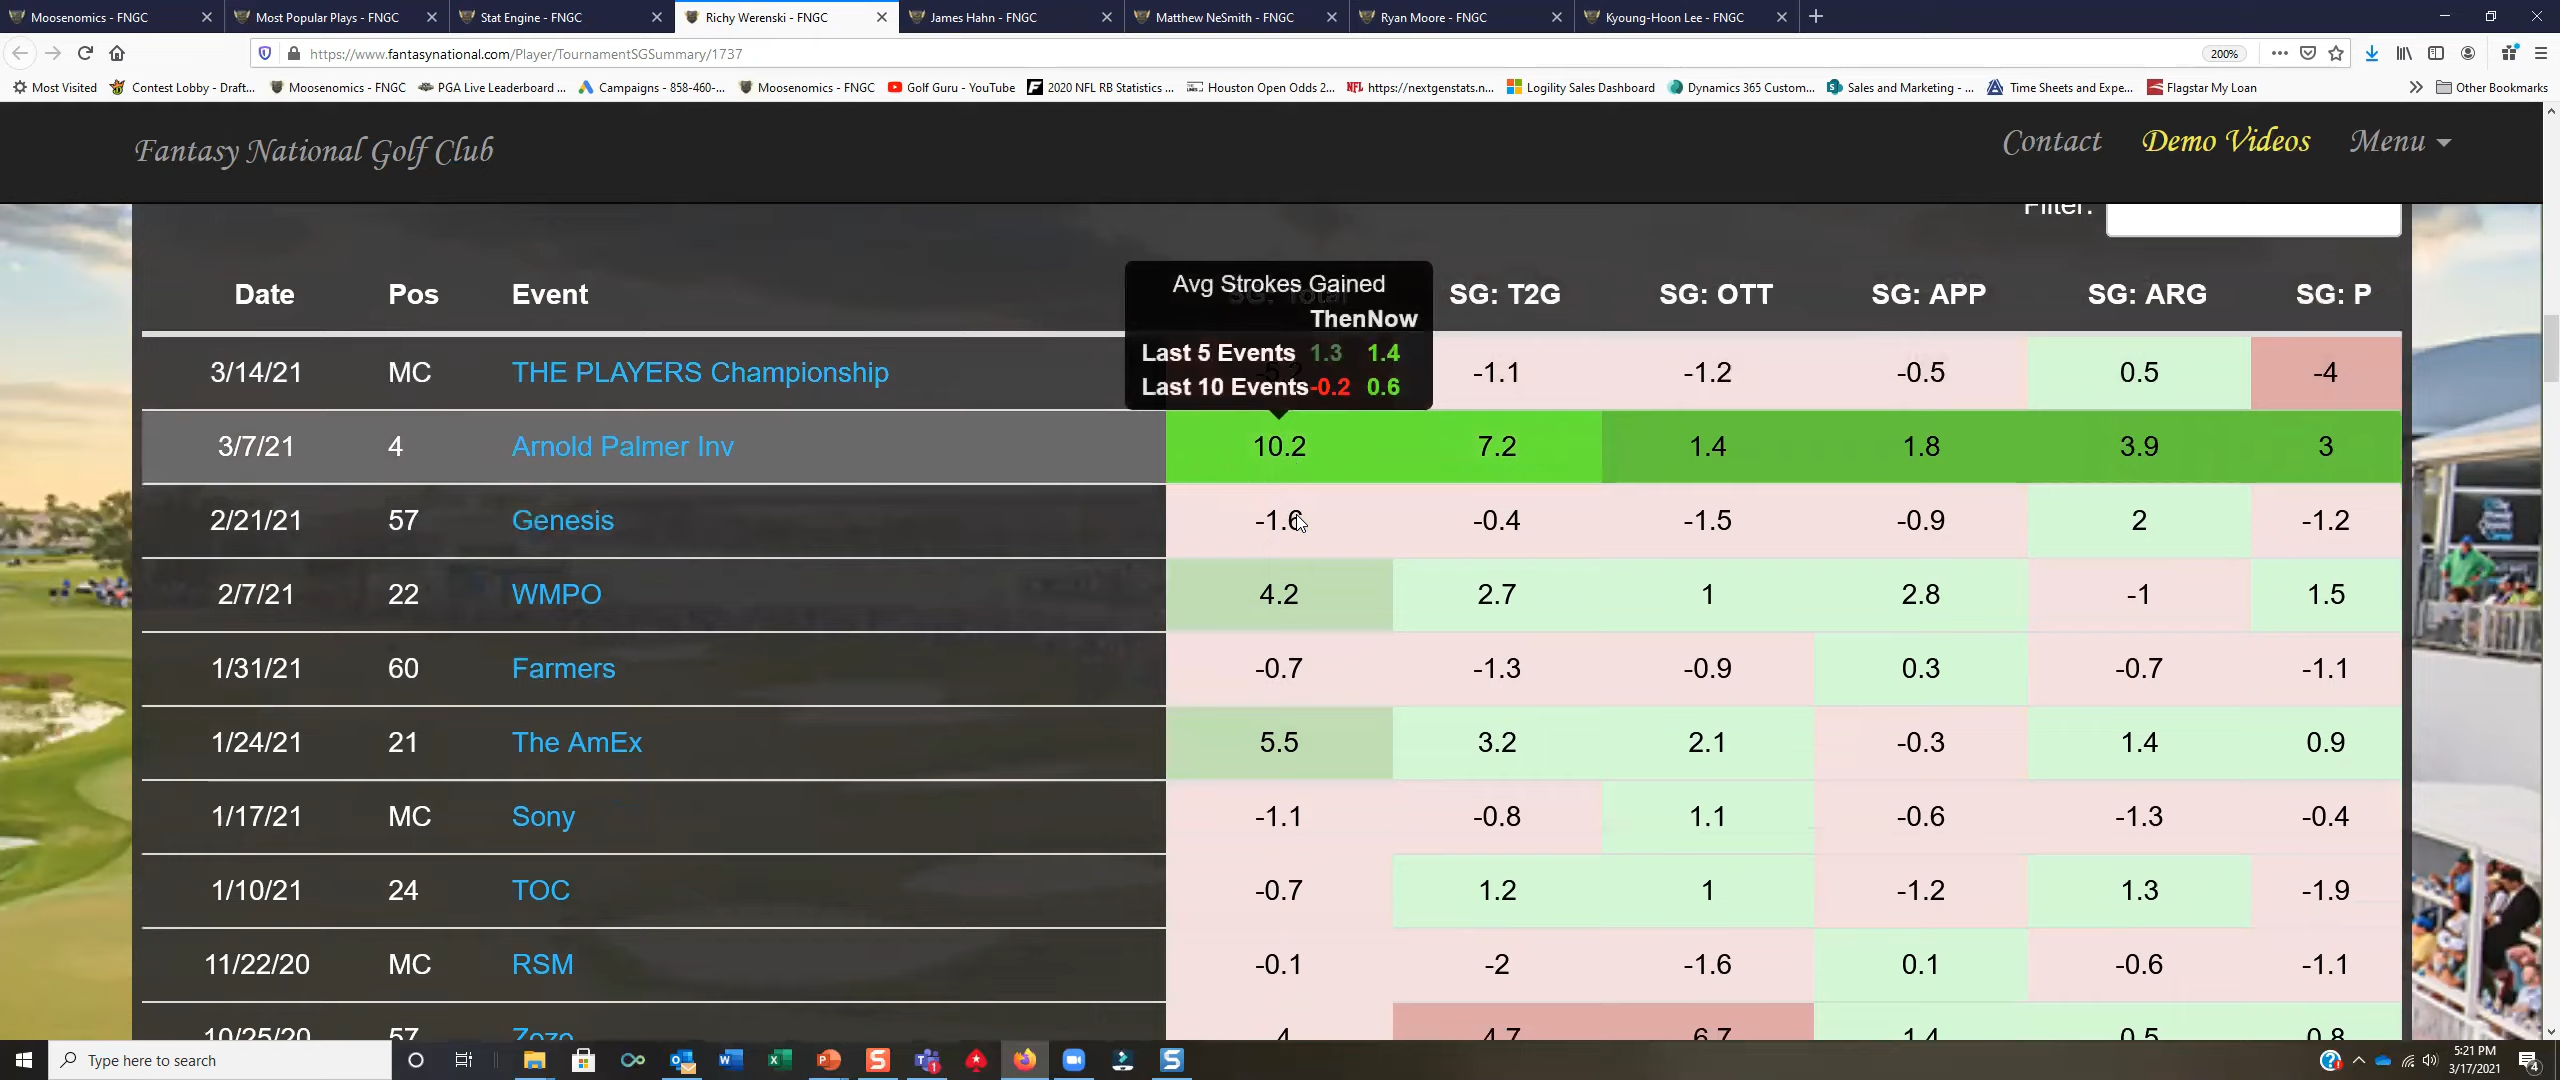 Moosenomics - FNGC
Most Popular Plays - FNGC
Stat Engine - FNGC
Richy Werenski - FNGC
James Hahn - FNGC
Matthew NeSmith - FNGC
Ryan Moore - FNGC
Kyoung-Hoon Lee - FNGC
https://www.fantasynational.com/Player/TournamentSGSummary/1737
200%
Most Visited
Contest Lobby - Draft...
Moosenomics - FNGC
PGA Live Leaderboard ...
Campaigns - 858-460-...
Moosenomics - FNGC
Golf Guru - YouTube
2020 NFL RB Statistics ...
Houston Open Odds 2...
https://nextgenstats.n...
Logility Sales Dashboard
Dynamics 365 Custom...
Sales and Marketing - ...
Time Sheets and Expe...
Flagstar My Loan
Other Bookmarks
Fantasy National Golf Club
Contact
Demo Videos
Menu
Filter:
Date Pos Event SG: Total SG: T2G SG: OTT SG: APP SG: ARG SG: P
Avg Strokes Gained
ThenNow
Last 5 Events 1.3 1.4
Last 10 Events-0.2 0.6
3/14/21 MC THE PLAYERS Championship -5.2 -1.1 -1.2 -0.5 0.5 -4
3/7/21 4 Arnold Palmer Inv 10.2 7.2 1.4 1.8 3.9 3
2/21/21 57 Genesis -1.6 -0.4 -1.5 -0.9 2 -1.2
2/7/21 22 WMPO 4.2 2.7 1 2.8 -1 1.5
1/31/21 60 Farmers -0.7 -1.3 -0.9 0.3 -0.7 -1.1
1/24/21 21 The AmEx 5.5 3.2 2.1 -0.3 1.4 0.9
1/17/21 MC Sony -1.1 -0.8 1.1 -0.6 -1.3 -0.4
1/10/21 24 TOC -0.7 1.2 1 -1.2 1.3 -1.9
11/22/20 MC RSM -0.1 -2 -1.6 0.1 -0.6 -1.1
10/25/20 57 Zozo
Type here to search
5:21 PM
3/17/2021